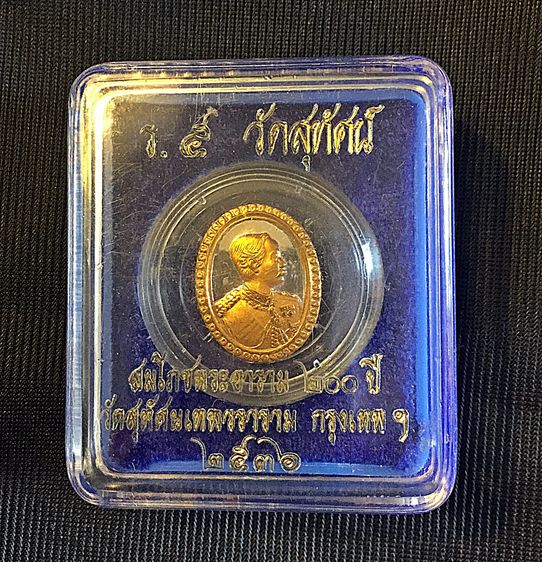 ร. ๕ วัดสุทัศน์
สมโภชพระอาราม ๒๐๐ ปี
วัดสุทัศนเทพวราราม กรุงเทพ ฯ
๒๕๓๖